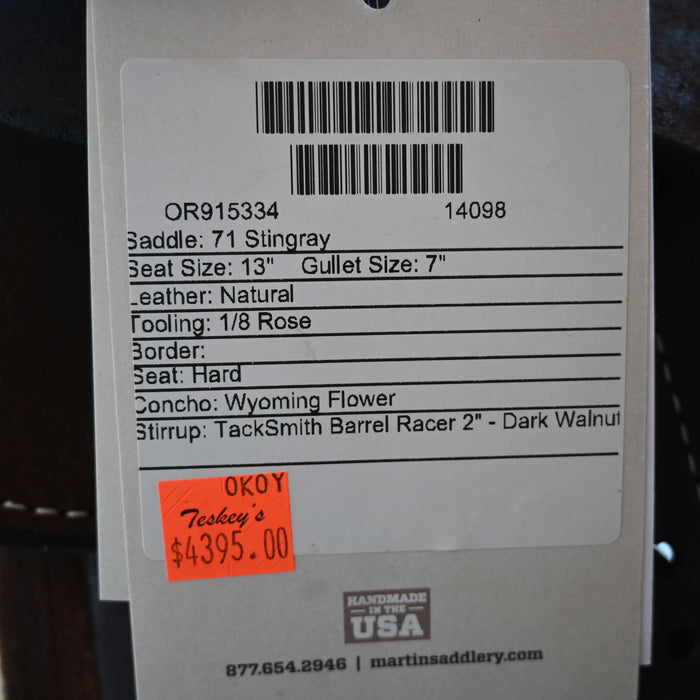 OR915334 14098
Saddle: 71 Stingray
Seat Size: 13" Gullet Size: 7"
Leather: Natural
Tooling: 1/8 Rose
Border:
Seat: Hard
Concho: Wyoming Flower
Stirrup: TackSmith Barrel Racer 2" - Dark Walnut
OKOY
Teskey's
$4395.00
HANDMADE
IN THE
USA
877.654.2946 | martinsaddlery.com